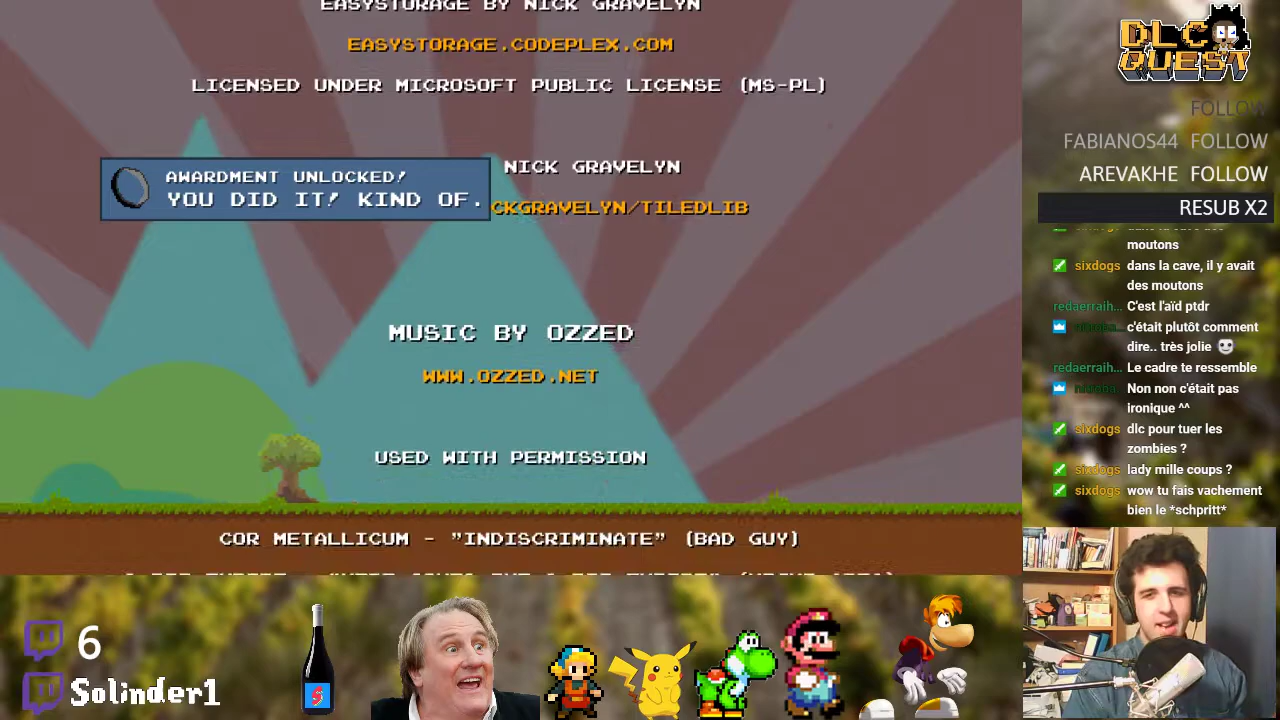 EASYSTORAGE BY NICK GRAVELYN
EASYSTORAGE.CODEPLEX.COM
LICENSED UNDER MICROSOFT PUBLIC LICENSE (MS-PL)
NICK GRAVELYN
CKGRAVELYN/TILEDLIB
AWARDMENT UNLOCKED!
YOU DID IT! KIND OF.
MUSIC BY OZZED
WWW.OZZED.NET
USED WITH PERMISSION
COR METALLICUM - "INDISCRIMINATE" (BAD GUY)
6
Solinder1
DLC
QUEST
FOLLOW
FABIANOS44 FOLLOW
AREVAKHE FOLLOW
RESUB X2
moutons
sixdogs dans la cave, il y avait
des moutons
redaerraih... C'est l'aïd ptdr
c'était plutôt comment
dire.. très jolie
redaerraih... Le cadre te ressemble
Non non c'était pas
ironique ^^
sixdogs dlc pour tuer les
zombies ?
sixdogs lady mille coups ?
sixdogs wow tu fais vachement
bien le *schpritt*